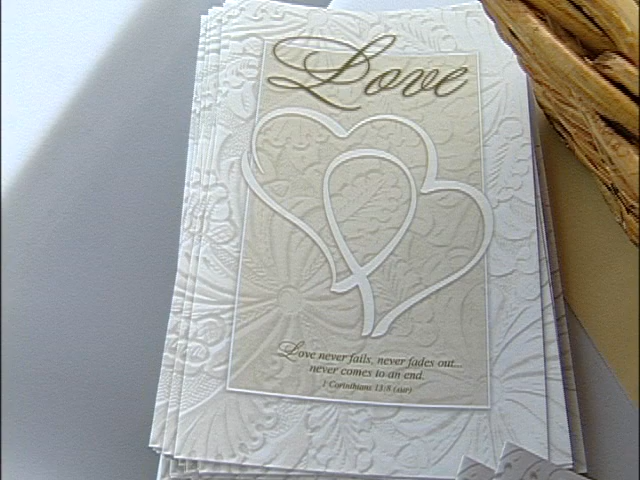 Love
Love never fails, never fades out...
never comes to an end.
1 Corinthians 13:8